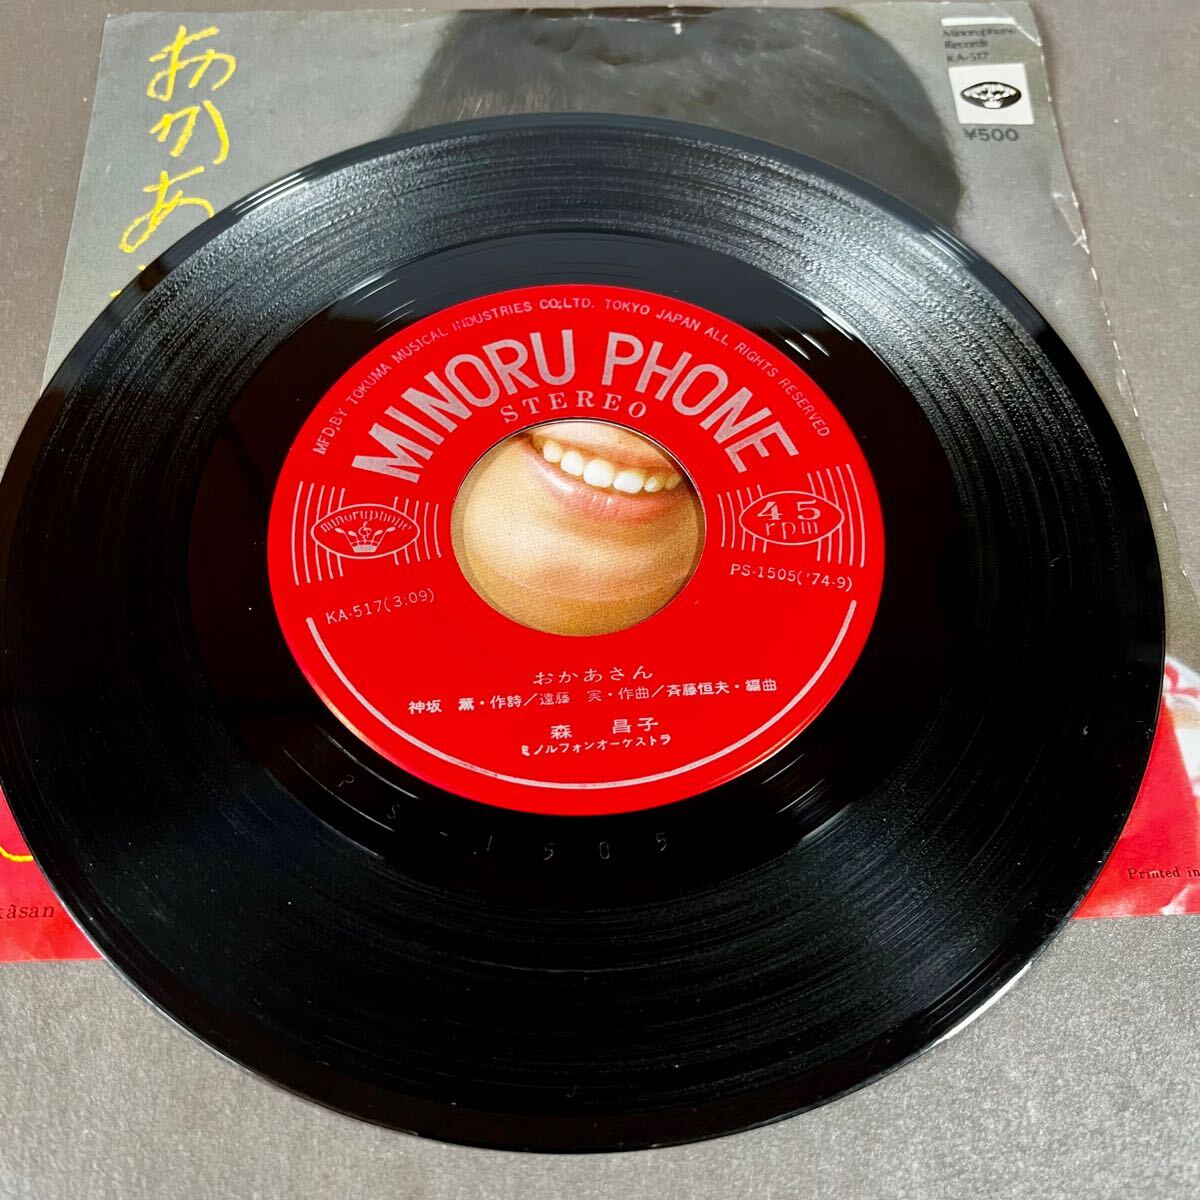 おかあ
Minoruphone
Records
KA-517
minoruphone
¥500
MFD. BY TOKUMA MUSICAL INDUSTRIES CO., LTD. TOKYO JAPAN ALL RIGHTS RESERVED
MINORU PHONE
STEREO
minoruphone
45
rpm
KA-517(3:09)
PS-1505('74-9)
おかあさん
神坂 薫・作詩/遠藤 実・作曲/斉藤恒夫・編曲
森 昌子
ミノルフォンオーケストラ
PS-1505
kâsan
Printed in